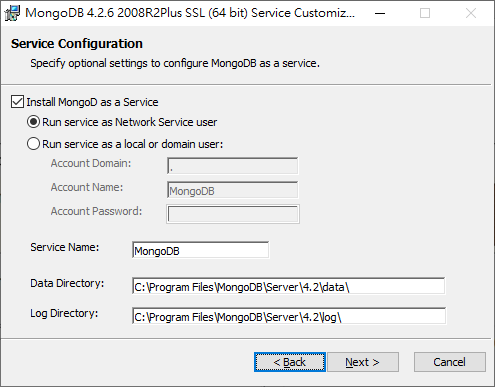 MongoDB 4.2.6 2008R2Plus SSL (64 bit) Service Customiz...
Service Configuration
Specify optional settings to configure MongoDB as a service.
Install MongoD as a Service
Run service as Network Service user
Run service as a local or domain user:
Account Domain: .
Account Name: MongoDB
Account Password:
Service Name: MongoDB
Data Directory: C:\Program Files\MongoDB\Server\4.2\data\
Log Directory: C:\Program Files\MongoDB\Server\4.2\log\
< Back Next > Cancel